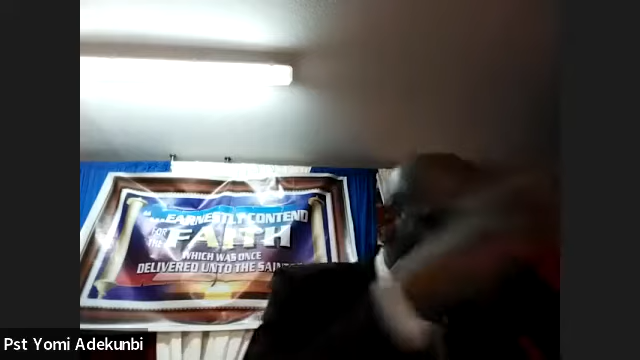 "...EARNESTLY CONTEND
FOR
THE FAITH
WHICH WAS ONCE
DELIVERED UNTO THE SAINTS
Pst Yomi Adekunbi